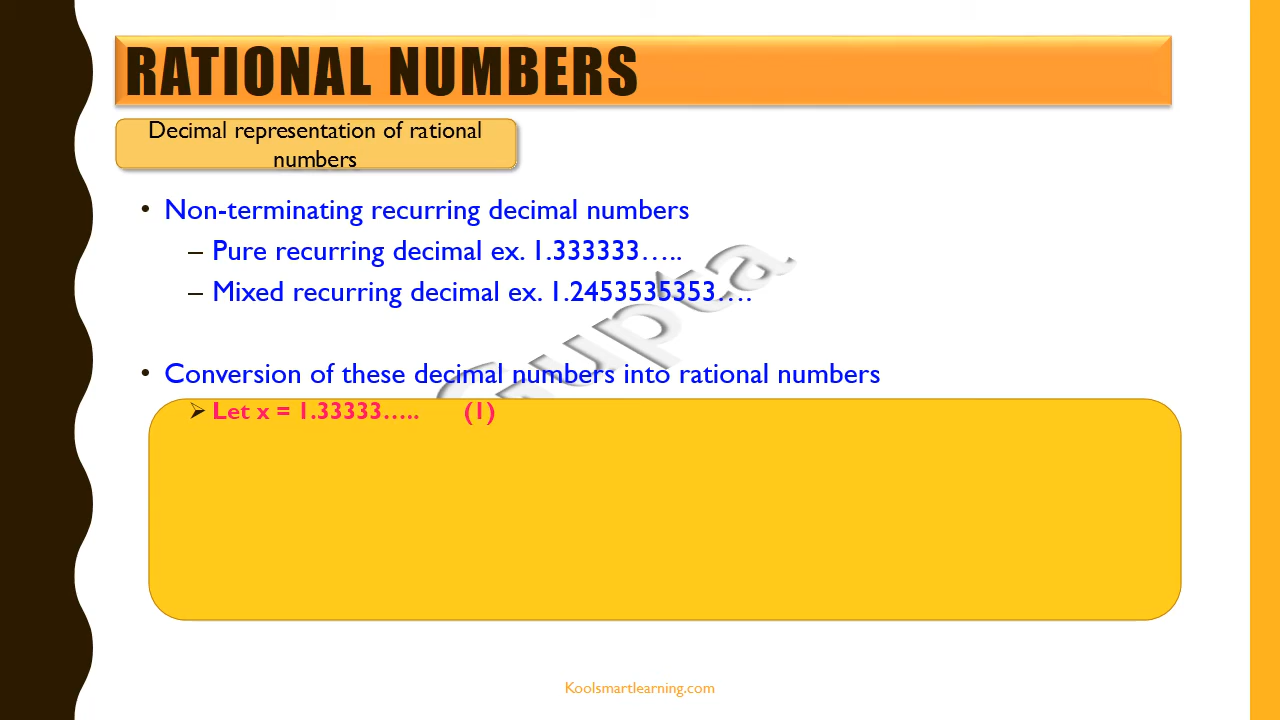 RATIONAL NUMBERS
Decimal representation of rational
numbers
• Non-terminating recurring decimal numbers
– Pure recurring decimal ex. 1.333333…..
– Mixed recurring decimal ex. 1.2453535353….
Gupta
• Conversion of these decimal numbers into rational numbers
➢ Let x = 1.33333….. (1)
Koolsmartlearning.com